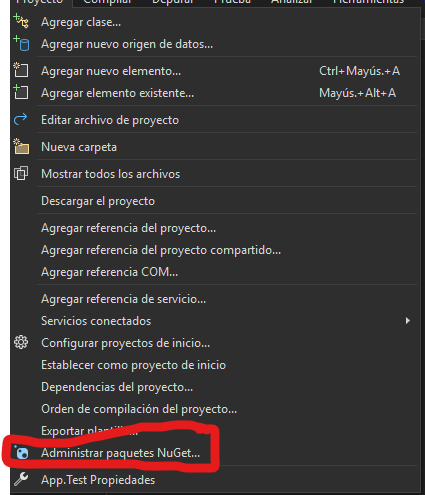 Proyecto Compilar Depurar Prueba Analizar Herramientas
Agregar clase...
Agregar nuevo origen de datos...
Agregar nuevo elemento... Ctrl+Mayús.+A
Agregar elemento existente... Mayús.+Alt+A
Editar archivo de proyecto
Nueva carpeta
Mostrar todos los archivos
Descargar el proyecto
Agregar referencia del proyecto...
Agregar referencia del proyecto compartido...
Agregar referencia COM...
Agregar referencia de servicio...
Servicios conectados
Configurar proyectos de inicio...
Establecer como proyecto de inicio
Dependencias del proyecto...
Orden de compilación del proyecto...
Exportar plantilla...
Administrar paquetes NuGet...
App.Test Propiedades